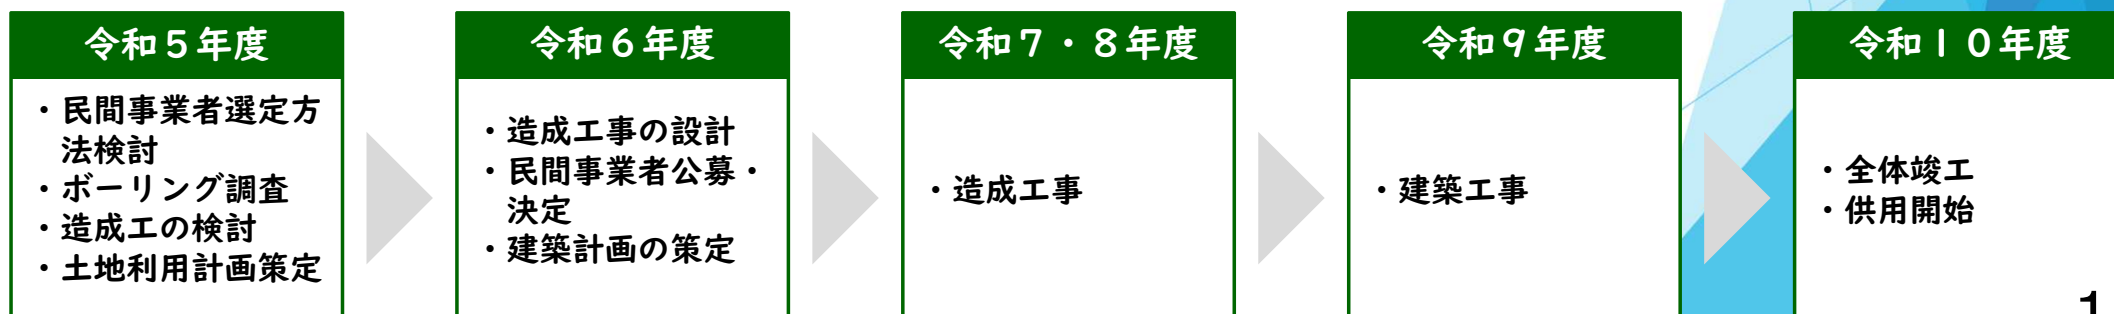 令和５年度
・民間事業者選定方
法検討
・ボーリング調査
・造成工の検討
・土地利用計画策定
令和６年度
・造成工事の設計
・民間事業者公募・
決定
・建築計画の策定
令和７・８年度
・造成工事
令和９年度
・建築工事
令和１０年度
・全体竣工
・供用開始
1